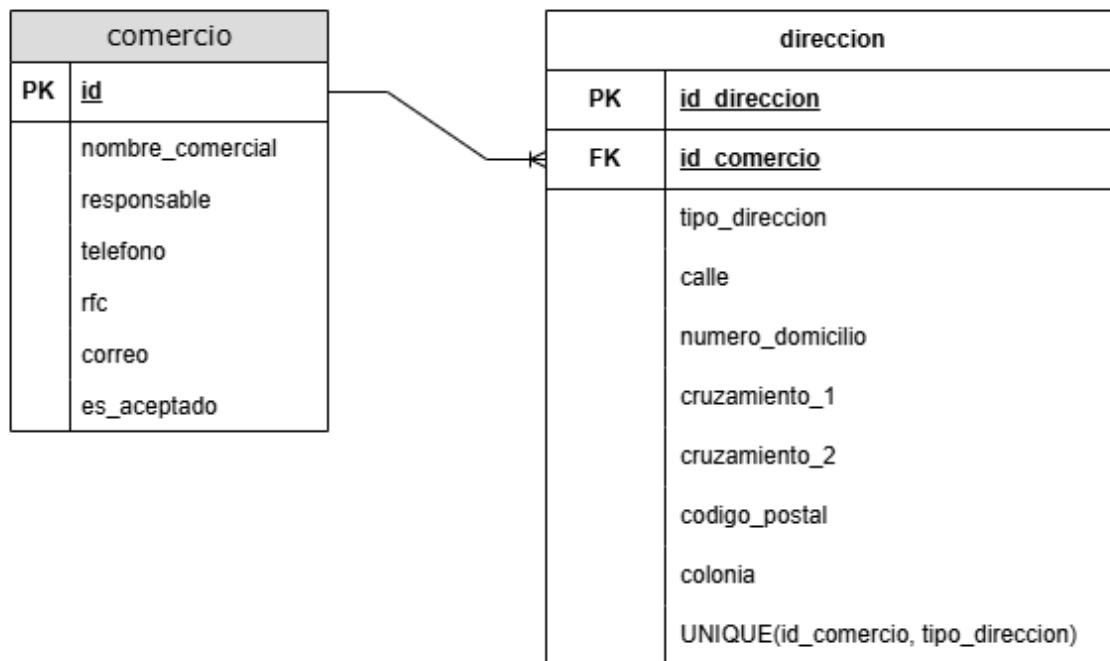 comercio
PK id
nombre_comercial
responsable
telefono
rfc
correo
es_aceptado
direccion
PK id_direccion
FK id_comercio
tipo_direccion
calle
numero_domicilio
cruzamiento_1
cruzamiento_2
codigo_postal
colonia
UNIQUE(id_comercio, tipo_direccion)